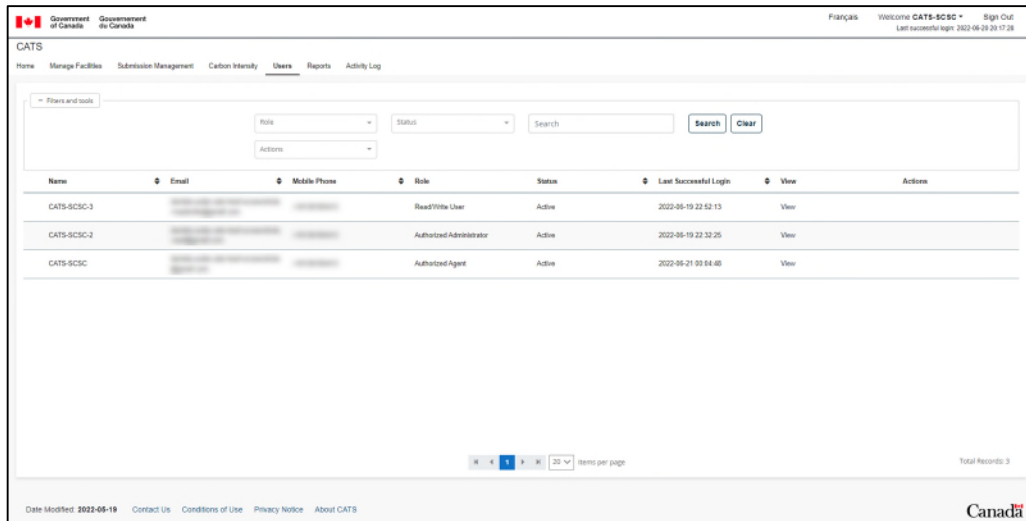 Government of Canada Gouvernement du Canada
Français Welcome CATS-SCSC Sign Out
Last successful login: 2022-06-20 20:17:26
CATS
Home Manage Facilities Submission Management Carbon Intensity Users Reports Activity Log
− Filters and tools
Role Status Search Search Clear
Actions
Name Email Mobile Phone Role Status Last Successful Login View Actions
CATS-SCSC-3 Read/Write User Active 2022-06-19 22:52:13 View
CATS-SCSC-2 Authorized Administrator Active 2022-06-19 22:32:25 View
CATS-SCSC Authorized Agent Active 2022-06-21 00:04:48 View
1 20 Items per page Total Records: 3
Date Modified: 2022-05-19 Contact Us Conditions of Use Privacy Notice About CATS
Canada